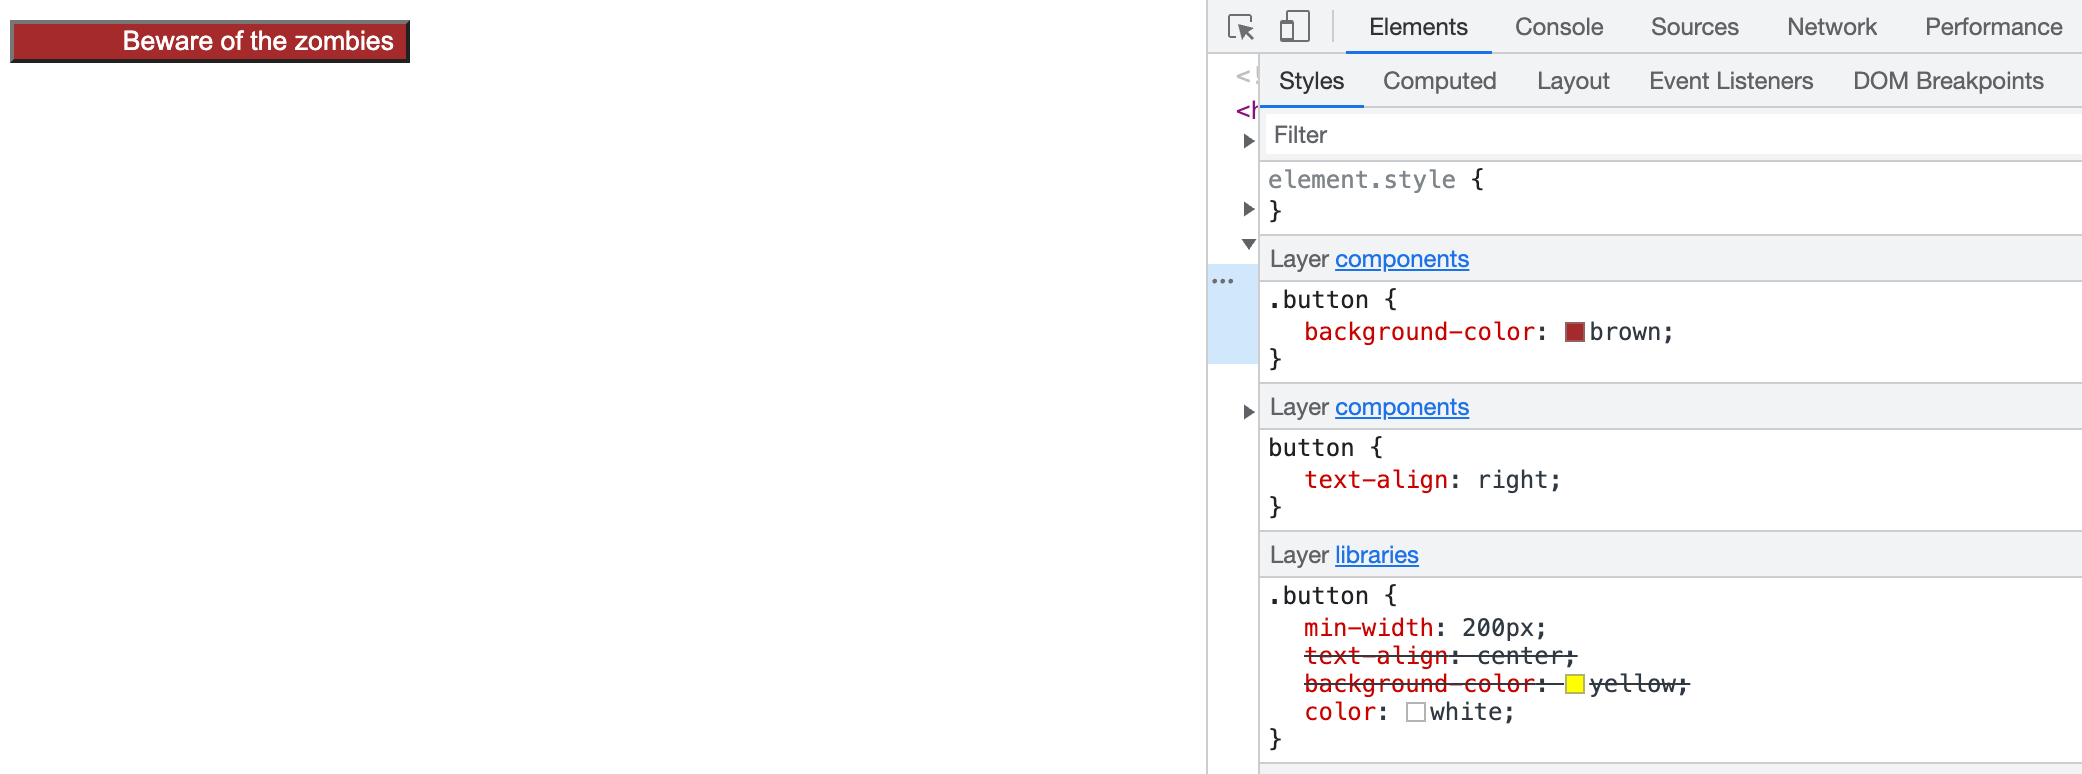 Beware of the zombies
Elements Console Sources Network Performance
Styles Computed Layout Event Listeners DOM Breakpoints
<!
<h
Filter
element.style {
}
Layer components
...
.button {
background-color: brown;
}
Layer components
button {
text-align: right;
}
Layer libraries
.button {
min-width: 200px;
text-align: center;
background-color: yellow;
color: white;
}